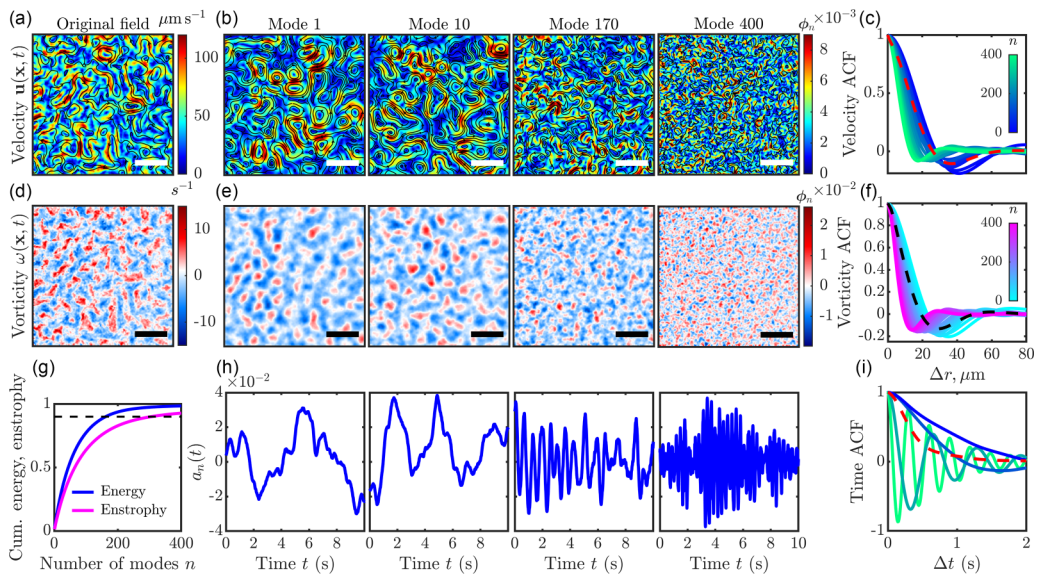 (a) Original field μm s⁻¹
(b) Mode 1 Mode 10 Mode 170 Mode 400 ϕₙ ×10⁻³
(c)
Velocity u(x, t)
100
50
0
8
6
4
2
0
Velocity ACF
1
0.5
0
n
400
200
0
(d) s⁻¹
(e) ϕₙ ×10⁻²
(f)
Vorticity ω(x, t)
10
0
-10
2
1
0
-1
Vorticity ACF
1
0.8
0.6
0.4
0.2
0
-0.2
n
400
200
0
0 20 40 60 80
Δr, μm
(g)
Cum. energy, enstrophy
1
0.5
0
Energy
Enstrophy
0 200 400
Number of modes n
(h)
×10⁻²
aₙ(t)
4
2
0
-2
-4
0 2 4 6 8
0 2 4 6 8
0 2 4 6 8
0 2 4 6 8 10
Time t (s) Time t (s) Time t (s) Time t (s)
(i)
Time ACF
1
0
-1
0 1 2
Δt (s)